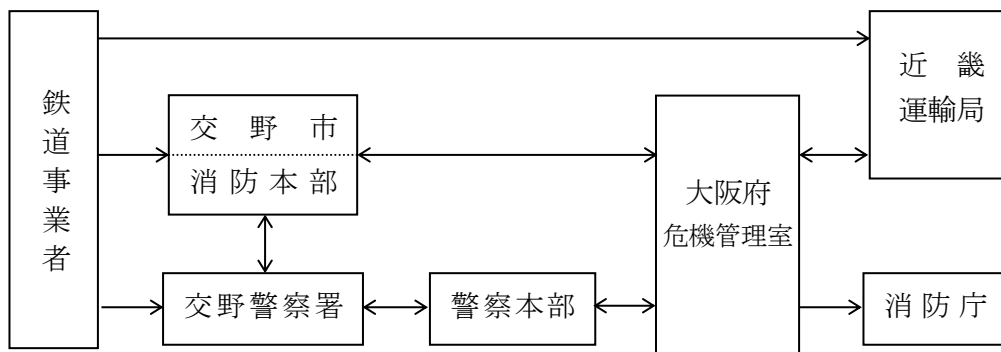 鉄道事業者
近畿
運輸局
交野市
消防本部
大阪府
危機管理室
交野警察署
警察本部
消防庁